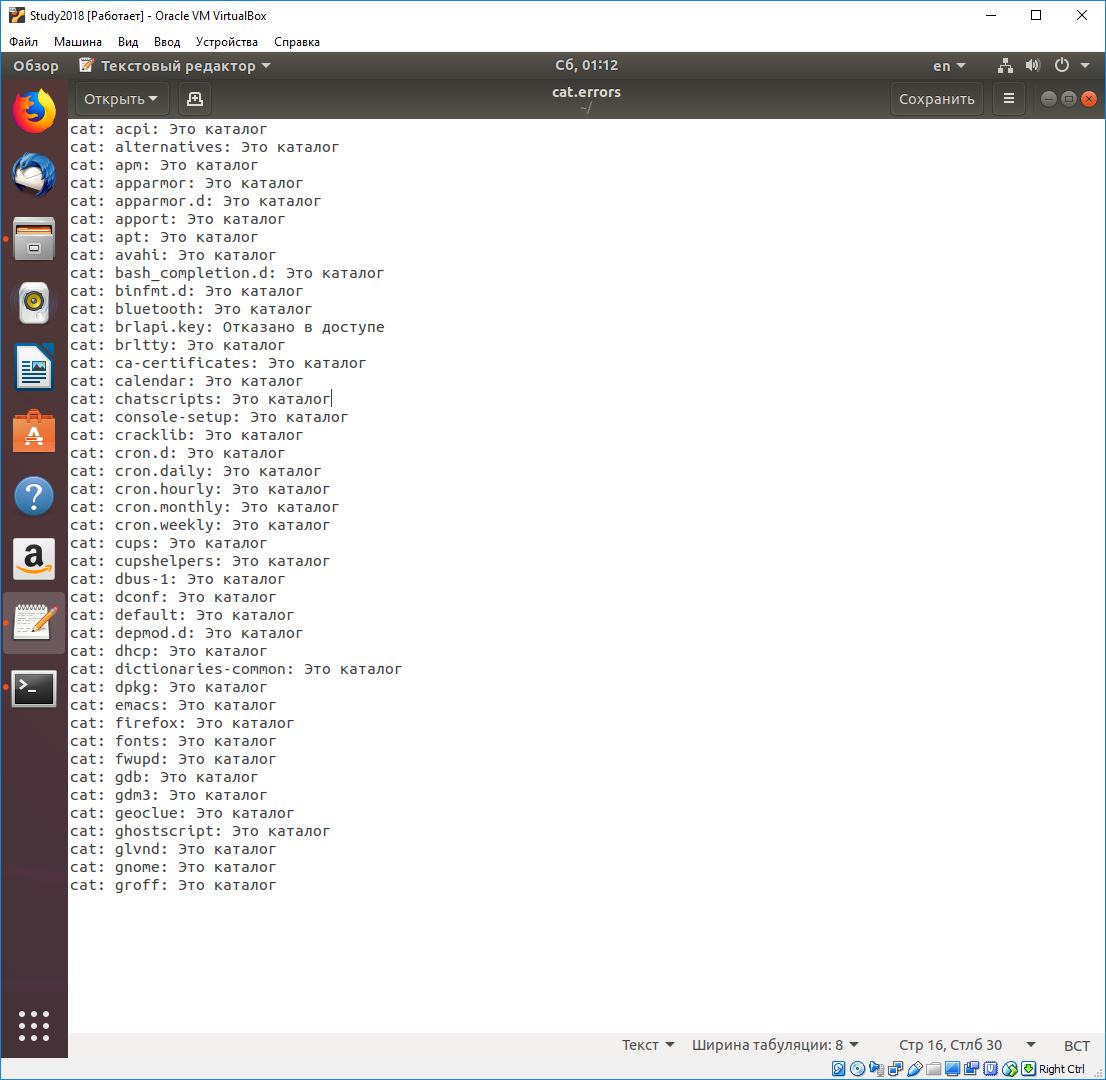 Study2018 [Работает] - Oracle VM VirtualBox
Файл Машина Вид Ввод Устройства Справка
Обзор Текстовый редактор Сб, 01:12 en
Открыть cat.errors Сохранить
~/
cat: acpi: Это каталог
cat: alternatives: Это каталог
cat: apm: Это каталог
cat: apparmor: Это каталог
cat: apparmor.d: Это каталог
cat: apport: Это каталог
cat: apt: Это каталог
cat: avahi: Это каталог
cat: bash_completion.d: Это каталог
cat: binfmt.d: Это каталог
cat: bluetooth: Это каталог
cat: brlapi.key: Отказано в доступе
cat: brltty: Это каталог
cat: ca-certificates: Это каталог
cat: calendar: Это каталог
cat: chatscripts: Это каталог
cat: console-setup: Это каталог
cat: cracklib: Это каталог
cat: cron.d: Это каталог
cat: cron.daily: Это каталог
cat: cron.hourly: Это каталог
cat: cron.monthly: Это каталог
cat: cron.weekly: Это каталог
cat: cups: Это каталог
cat: cupshelpers: Это каталог
cat: dbus-1: Это каталог
cat: dconf: Это каталог
cat: default: Это каталог
cat: depmod.d: Это каталог
cat: dhcp: Это каталог
cat: dictionaries-common: Это каталог
cat: dpkg: Это каталог
cat: emacs: Это каталог
cat: firefox: Это каталог
cat: fonts: Это каталог
cat: fwupd: Это каталог
cat: gdb: Это каталог
cat: gdm3: Это каталог
cat: geoclue: Это каталог
cat: ghostscript: Это каталог
cat: glvnd: Это каталог
cat: gnome: Это каталог
cat: groff: Это каталог
Текст Ширина табуляции: 8 Стр 16, Стлб 30 ВСТ
Right Ctrl